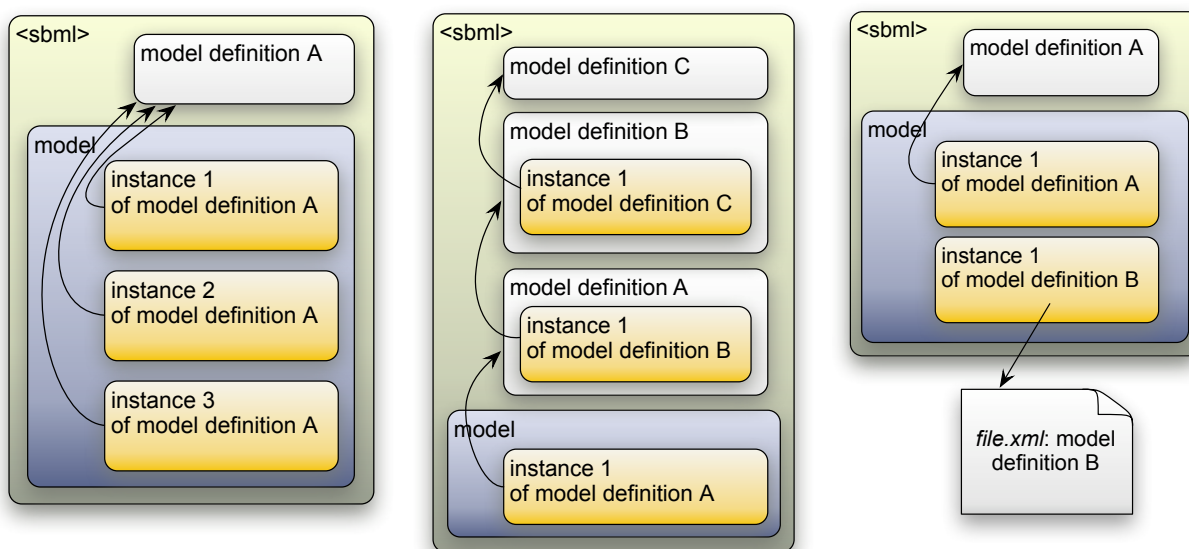 <sbml>
model definition A
model
instance 1
of model definition A
instance 2
of model definition A
instance 3
of model definition A
<sbml>
model definition C
model definition B
instance 1
of model definition C
model definition A
instance 1
of model definition B
model
instance 1
of model definition A
<sbml>
model definition A
model
instance 1
of model definition A
instance 1
of model definition B
file.xml: model
definition B